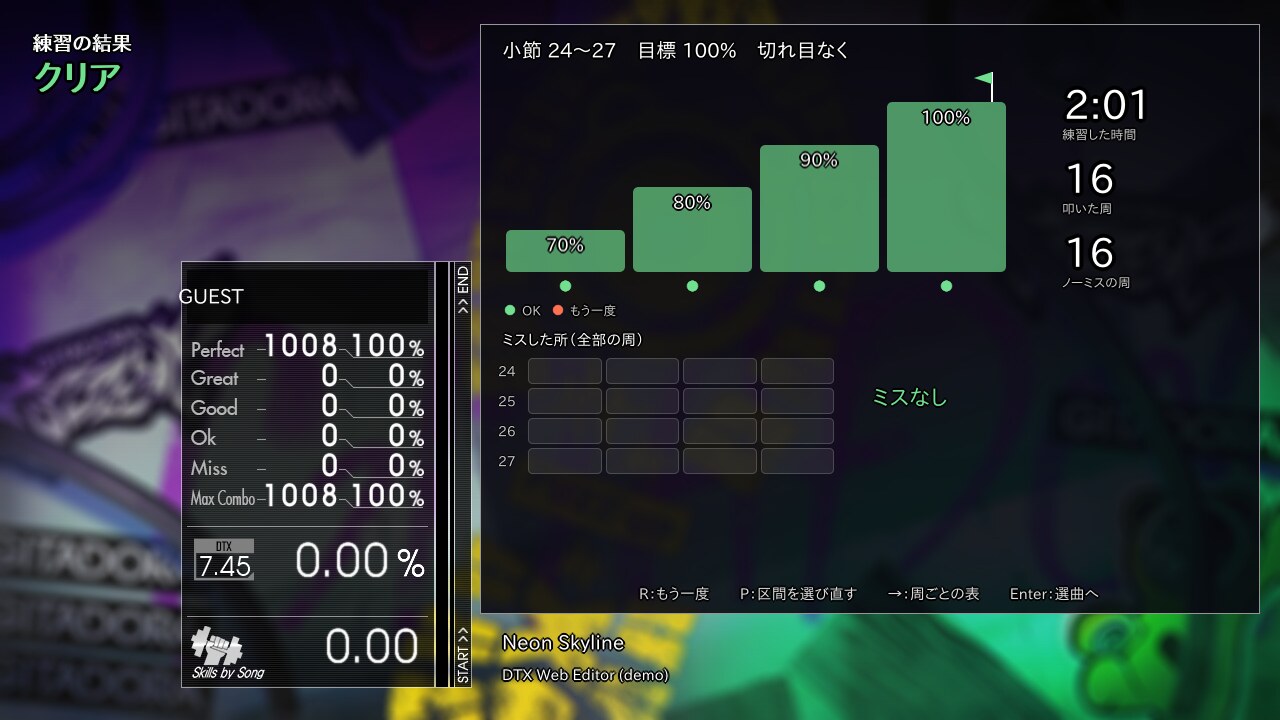 練習の結果
クリア
小節 24～27　目標 100%　切れ目なく
70%
80%
90%
100%
2:01
練習した時間
16
叩いた周
16
ノーミスの周
OK もう一度
ミスした所（全部の周）
24
25
26
27
ミスなし
R：もう一度　P：区間を選び直す　→：周ごとの表　Enter：選曲へ
Neon Skyline
DTX Web Editor (demo)
GUEST
Perfect 1008 100%
Great 0 0%
Good 0 0%
Ok 0 0%
Miss 0 0%
Max Combo 1008 100%
DTX
7.45 0.00 %
0.00
Skills by Song
END
START
GITADORA